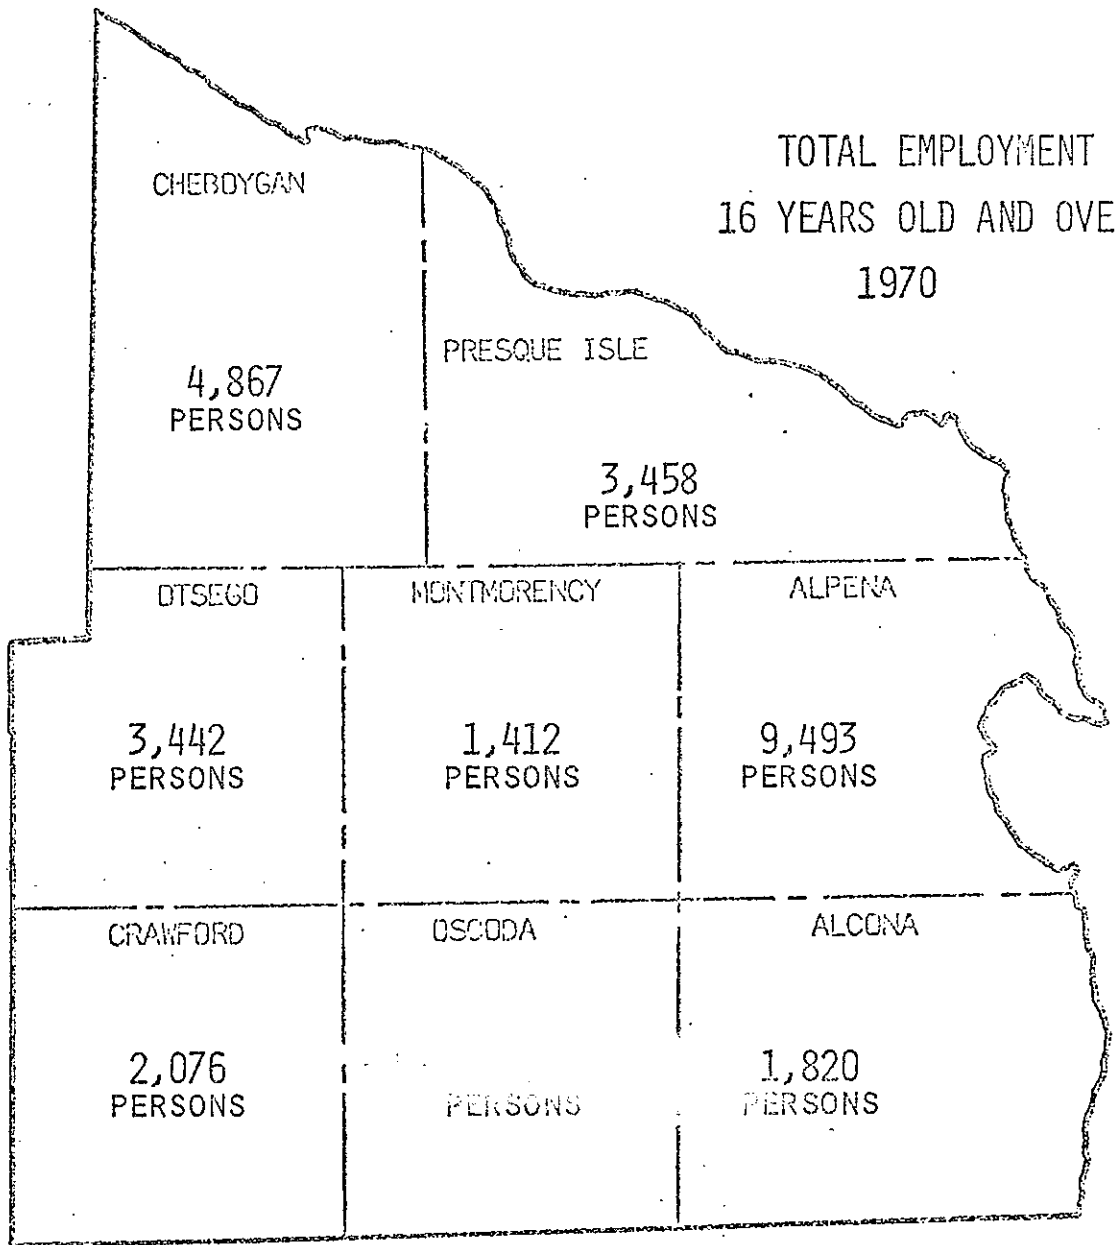 TOTAL EMPLOYMENT
16 YEARS OLD AND OVE
1970
CHEBOYGAN
4,867
PERSONS
PRESQUE ISLE
3,458
PERSONS
OTSEGO
3,442
PERSONS
MONTMORENCY
1,412
PERSONS
ALPENA
9,493
PERSONS
CRAWFORD
2,076
PERSONS
OSCODA
PERSONS
ALCONA
1,820
PERSONS